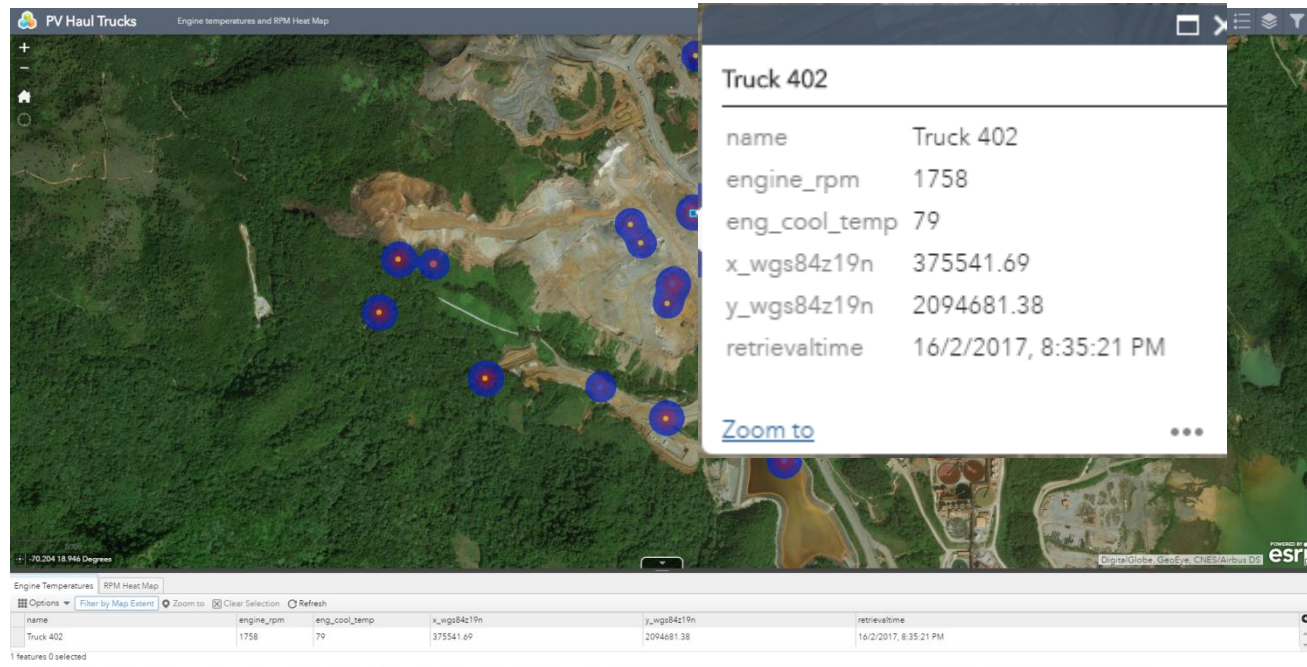 PV Haul Trucks
Engine temperatures and RPM Heat Map
Truck 402
name Truck 402
engine_rpm 1758
eng_cool_temp 79
x_wgs84z19n 375541.69
y_wgs84z19n 2094681.38
retrievaltime 16/2/2017, 8:35:21 PM
Zoom to
-70.204 18.946 Degrees
DigitalGlobe, GeoEye, CNES/Airbus DS
POWERED BY
esri
Engine Temperatures RPM Heat Map
Options Filter by Map Extent Zoom to Clear Selection Refresh
name engine_rpm eng_cool_temp x_wgs84z19n y_wgs84z19n retrievaltime
Truck 402 1758 79 375541.69 2094681.38 16/2/2017, 8:35:21 PM
1 features 0 selected